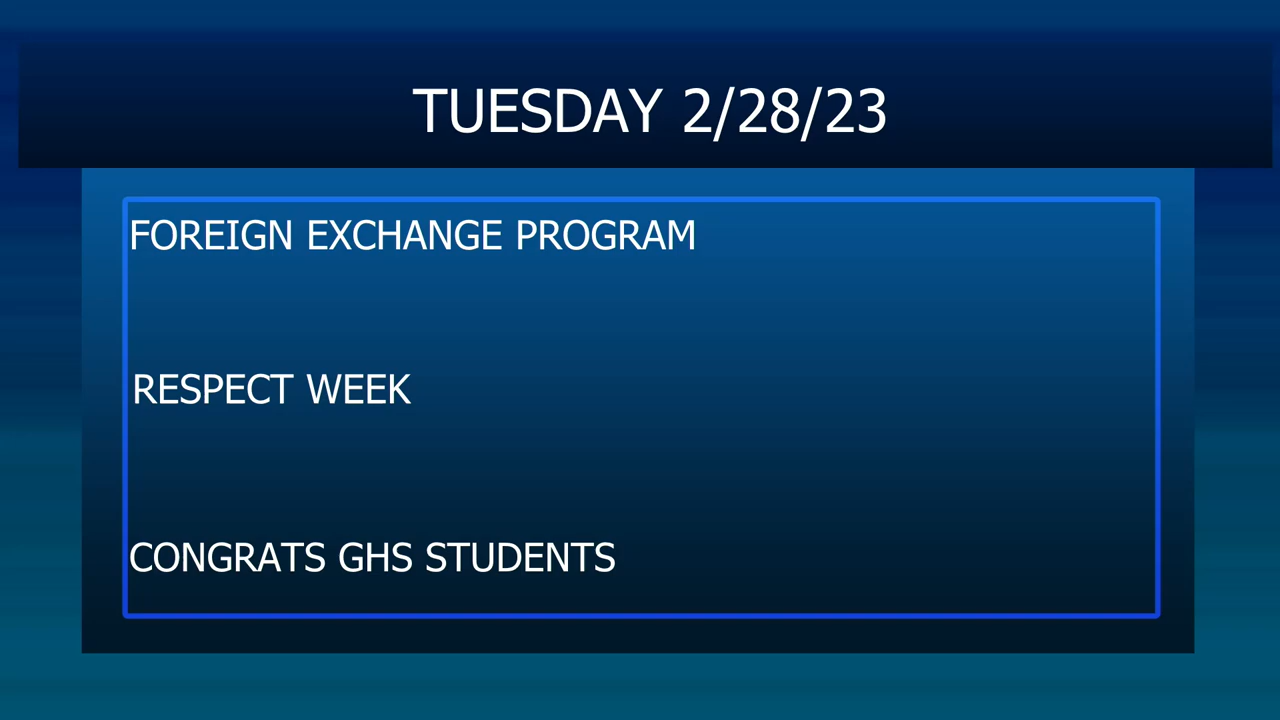 TUESDAY 2/28/23
FOREIGN EXCHANGE PROGRAM
RESPECT WEEK
CONGRATS GHS STUDENTS